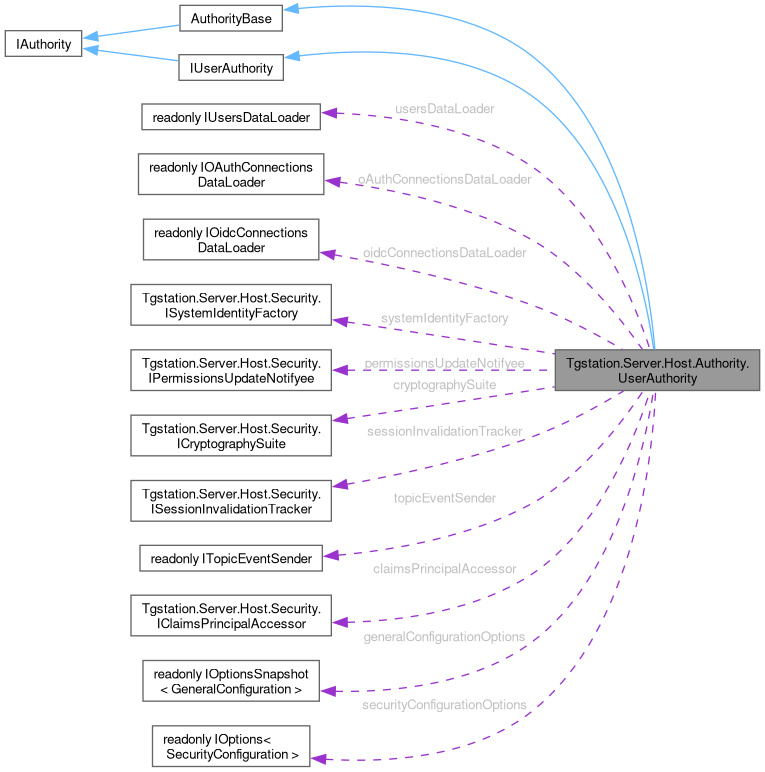 AuthorityBase
IAuthority
IUserAuthority
usersDataLoader
readonly IUsersDataLoader
readonly IOAuthConnections
DataLoader
oAuthConnectionsDataLoader
readonly IOidcConnections
DataLoader
oidcConnectionsDataLoader
Tgstation.Server.Host.Security.
ISystemIdentityFactory
systemIdentityFactory
Tgstation.Server.Host.Security.
IPermissionsUpdateNotifyee
permissionsUpdateNotifyee
Tgstation.Server.Host.Authority.
UserAuthority
cryptographySuite
Tgstation.Server.Host.Security.
ICryptographySuite
sessionInvalidationTracker
Tgstation.Server.Host.Security.
ISessionInvalidationTracker
topicEventSender
readonly ITopicEventSender
claimsPrincipalAccessor
Tgstation.Server.Host.Security.
IClaimsPrincipalAccessor
generalConfigurationOptions
readonly IOptionsSnapshot
< GeneralConfiguration >
securityConfigurationOptions
readonly IOptions<
SecurityConfiguration >